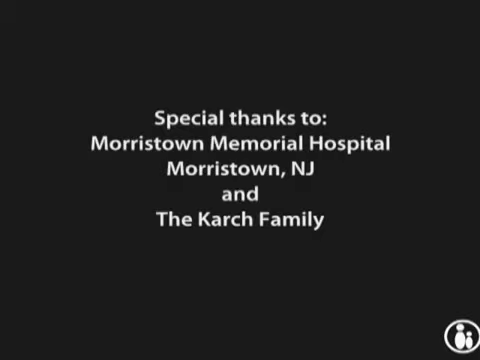 Special thanks to:
Morristown Memorial Hospital
Morristown, NJ
and
The Karch Family